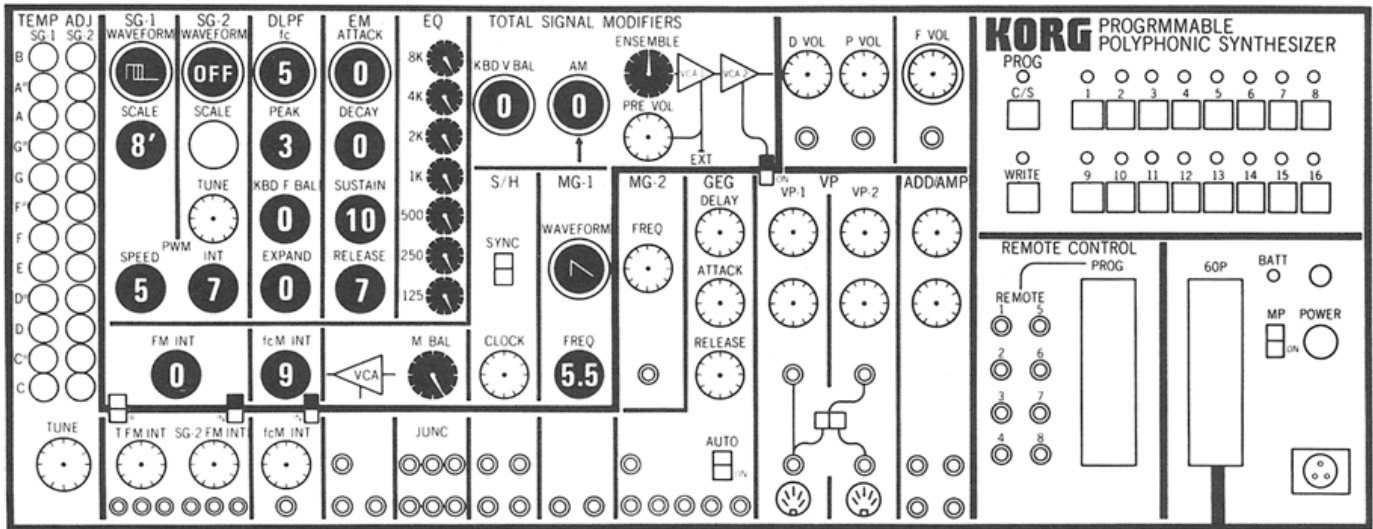 TEMP ADJ
SG-1 SG-2
B
A#
A
G#
G
F#
F
E
D#
D
C#
C
TUNE
SG-1
WAVEFORM
SCALE
8'
SPEED
5
SG-2
WAVEFORM
OFF
SCALE
TUNE
PWM
INT
7
FM INT
0
DLPF
fc
5
PEAK
3
KBD F BAL
0
EXPAND
0
fcM INT
9
EM
ATTACK
0
DECAY
0
SUSTAIN
10
RELEASE
7
EQ
8K
4K
2K
1K
500
250
125
VCA
M BAL
T FM INT
SG-2 FM INT
fcM INT
JUNC
TOTAL SIGNAL MODIFIERS
KBD V BAL
0
AM
0
ENSEMBLE
PRE VOL
VCA 1
VCA 2
EXT
ON
S/H
SYNC
CLOCK
MG-1
WAVEFORM
FREQ
5.5
MG-2
FREQ
GEG
DELAY
ATTACK
RELEASE
AUTO
ON
D VOL
P VOL
F VOL
VP
VP-1
VP-2
ADD/AMP
KORG PROGRMMABLE
POLYPHONIC SYNTHESIZER
PROG
C/S
1 2 3 4 5 6 7 8
WRITE
9 10 11 12 13 14 15 16
REMOTE CONTROL
PROG
REMOTE
1 5
2 6
3 7
4 8
60P
BATT
MP
ON
POWER